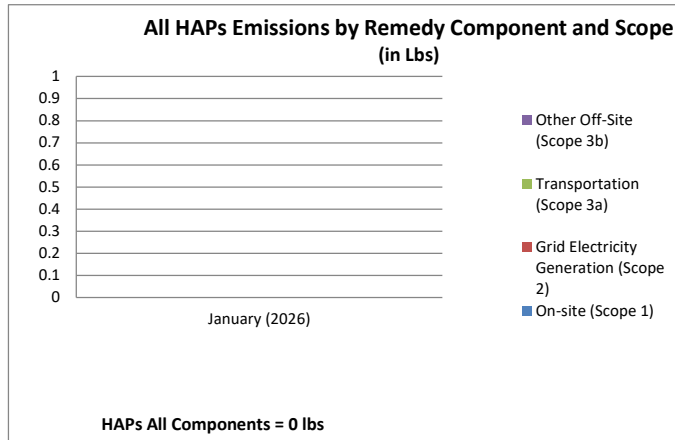 All HAPs Emissions by Remedy Component and Scope
(in Lbs)
1
0.9
0.8
0.7
0.6
0.5
0.4
0.3
0.2
0.1
0
January (2026)
Other Off-Site
(Scope 3b)
Transportation
(Scope 3a)
Grid Electricity
Generation (Scope
2)
On-site (Scope 1)
HAPs All Components = 0 lbs